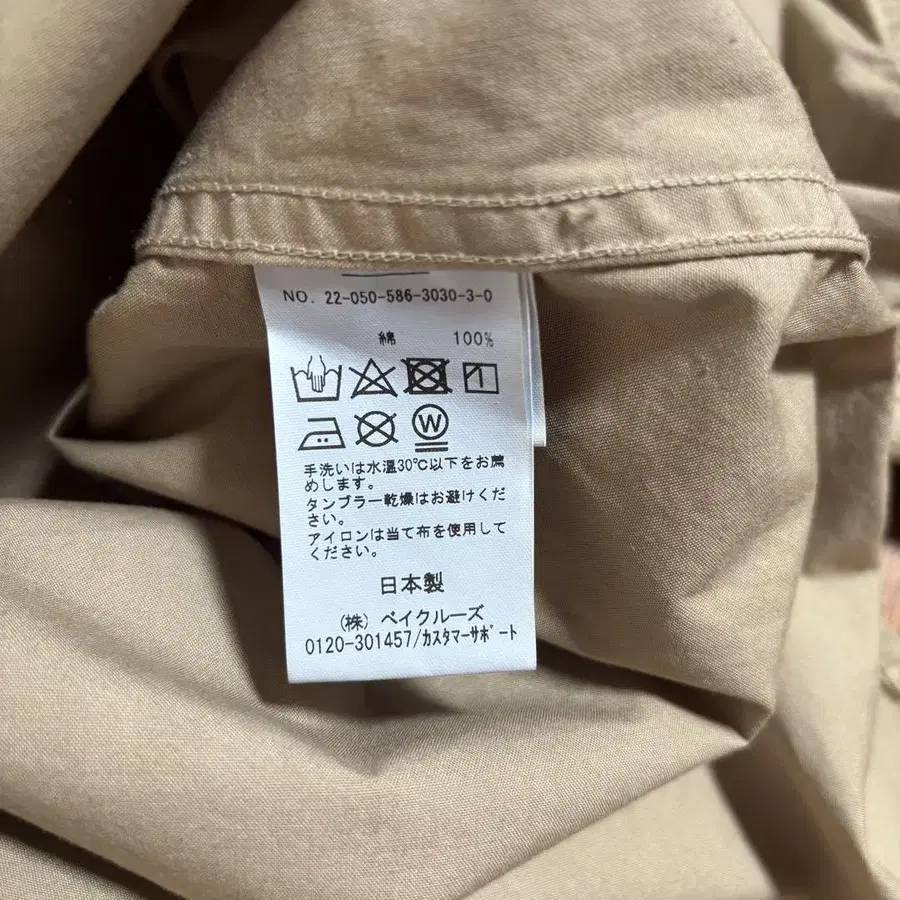 NO. 22-050-586-3030-3-0
綿 100%
W
手洗いは水温30℃以下をお薦
めします。
タンブラー乾燥はお避けくだ
さい。
アイロンは当て布を使用して
ください。
日本製
(株) ベイクルーズ
0120-301457/カスタマーサポート